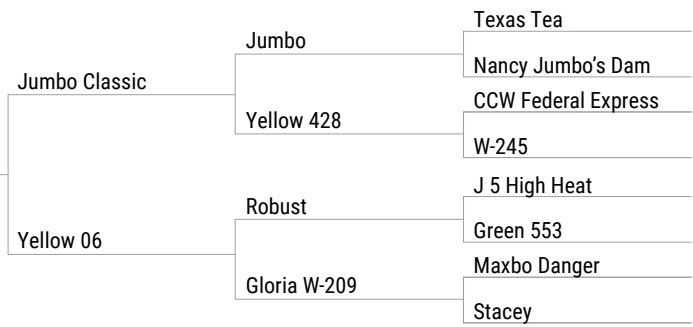 Texas Tea
Jumbo
Nancy Jumbo's Dam
Jumbo Classic
CCW Federal Express
Yellow 428
W-245
J 5 High Heat
Robust
Green 553
Yellow 06
Maxbo Danger
Gloria W-209
Stacey